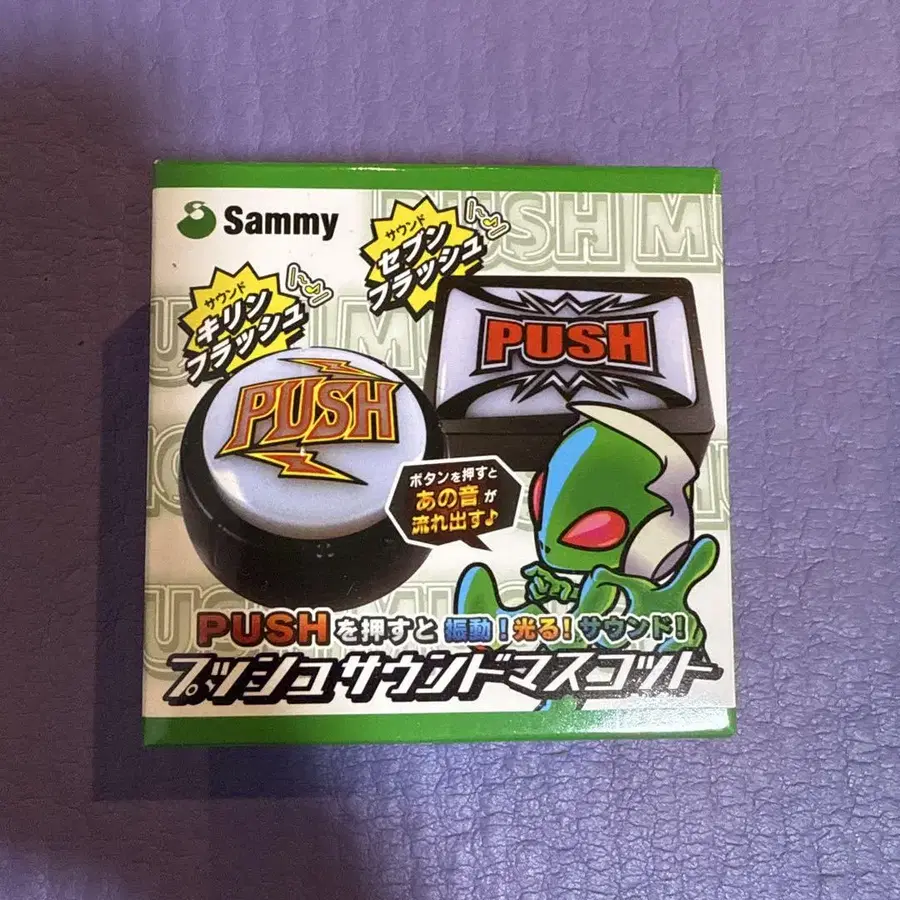 Sammy
サウンド
セブン
フラッシュ
サウンド
キリン
フラッシュ
PUSH
PUSH
ボタンを押すと
あの音が
流れ出す♪
PUSHを押すと振動!光る!サウンド!
プッシュサウンドマスコット